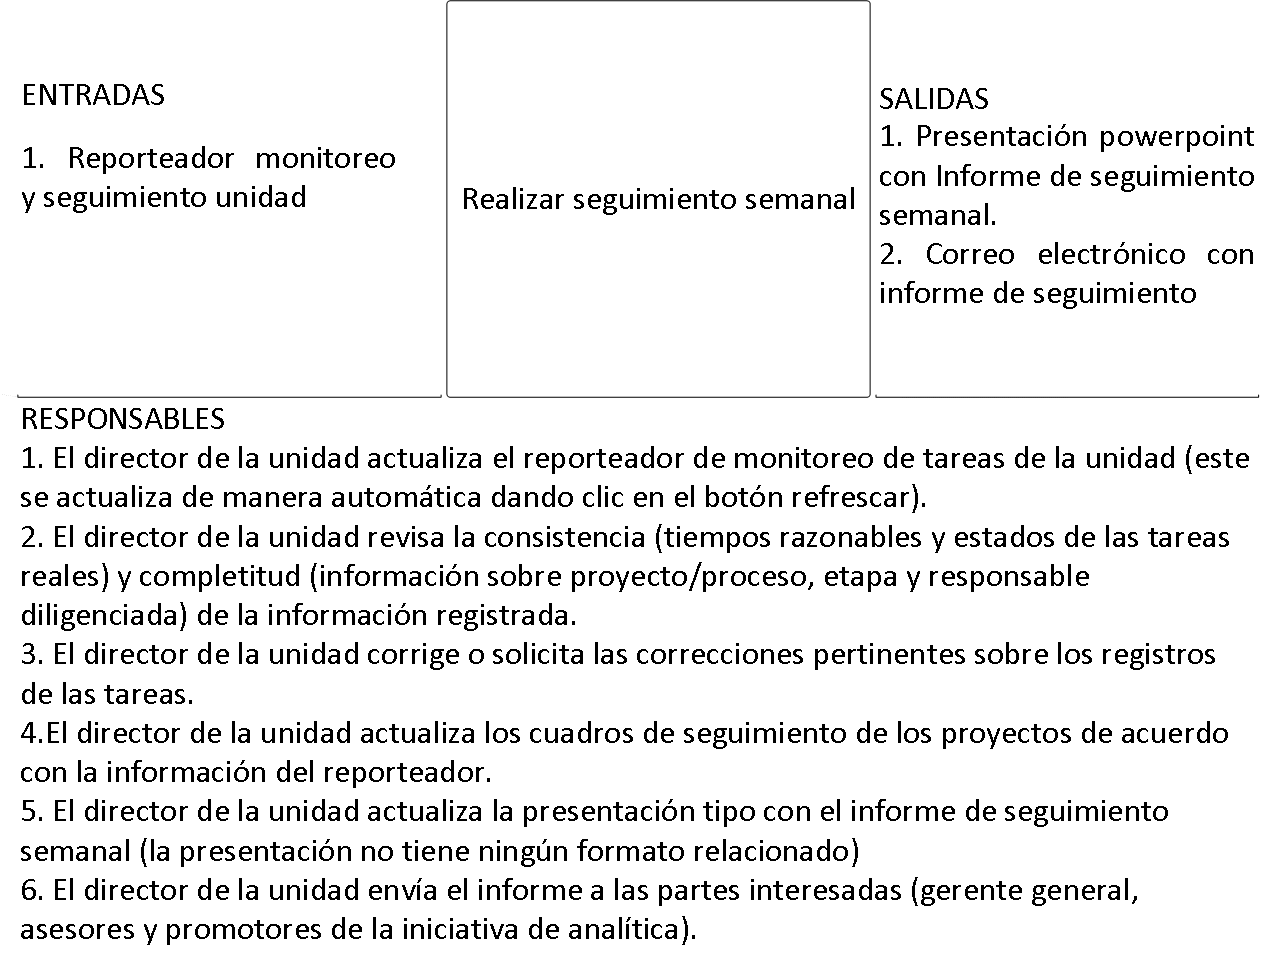 ENTRADAS
1. Reporteador monitoreo
y seguimiento unidad
Realizar seguimiento semanal
SALIDAS
1. Presentación powerpoint
con Informe de seguimiento
semanal.
2. Correo electrónico con
informe de seguimiento
RESPONSABLES
1. El director de la unidad actualiza el reporteador de monitoreo de tareas de la unidad (este
se actualiza de manera automática dando clic en el botón refrescar).
2. El director de la unidad revisa la consistencia (tiempos razonables y estados de las tareas
reales) y completitud (información sobre proyecto/proceso, etapa y responsable
diligenciada) de la información registrada.
3. El director de la unidad corrige o solicita las correcciones pertinentes sobre los registros
de las tareas.
4.El director de la unidad actualiza los cuadros de seguimiento de los proyectos de acuerdo
con la información del reporteador.
5. El director de la unidad actualiza la presentación tipo con el informe de seguimiento
semanal (la presentación no tiene ningún formato relacionado)
6. El director de la unidad envía el informe a las partes interesadas (gerente general,
asesores y promotores de la iniciativa de analítica).